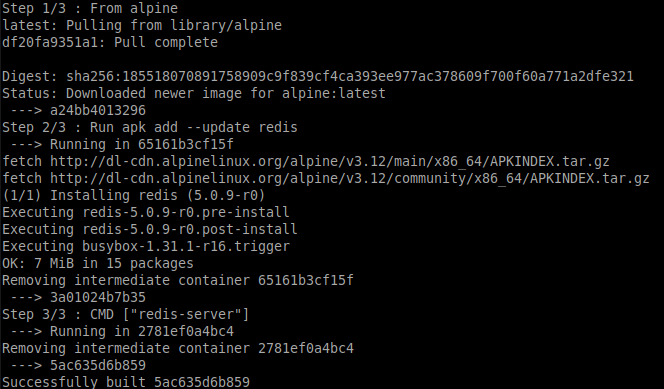 Step 1/3 : From alpine
latest: Pulling from library/alpine
df20fa9351a1: Pull complete
Digest: sha256:185518070891758909c9f839cf4ca393ee977ac378609f700f60a771a2dfe321
Status: Downloaded newer image for alpine:latest
---> a24bb4013296
Step 2/3 : Run apk add --update redis
---> Running in 65161b3cf15f
fetch http://dl-cdn.alpinelinux.org/alpine/v3.12/main/x86_64/APKINDEX.tar.gz
fetch http://dl-cdn.alpinelinux.org/alpine/v3.12/community/x86_64/APKINDEX.tar.gz
(1/1) Installing redis (5.0.9-r0)
Executing redis-5.0.9-r0.pre-install
Executing redis-5.0.9-r0.post-install
Executing busybox-1.31.1-r16.trigger
OK: 7 MiB in 15 packages
Removing intermediate container 65161b3cf15f
---> 3a01024b7b35
Step 3/3 : CMD ["redis-server"]
---> Running in 2781ef0a4bc4
Removing intermediate container 2781ef0a4bc4
---> 5ac635d6b859
Successfully built 5ac635d6b859